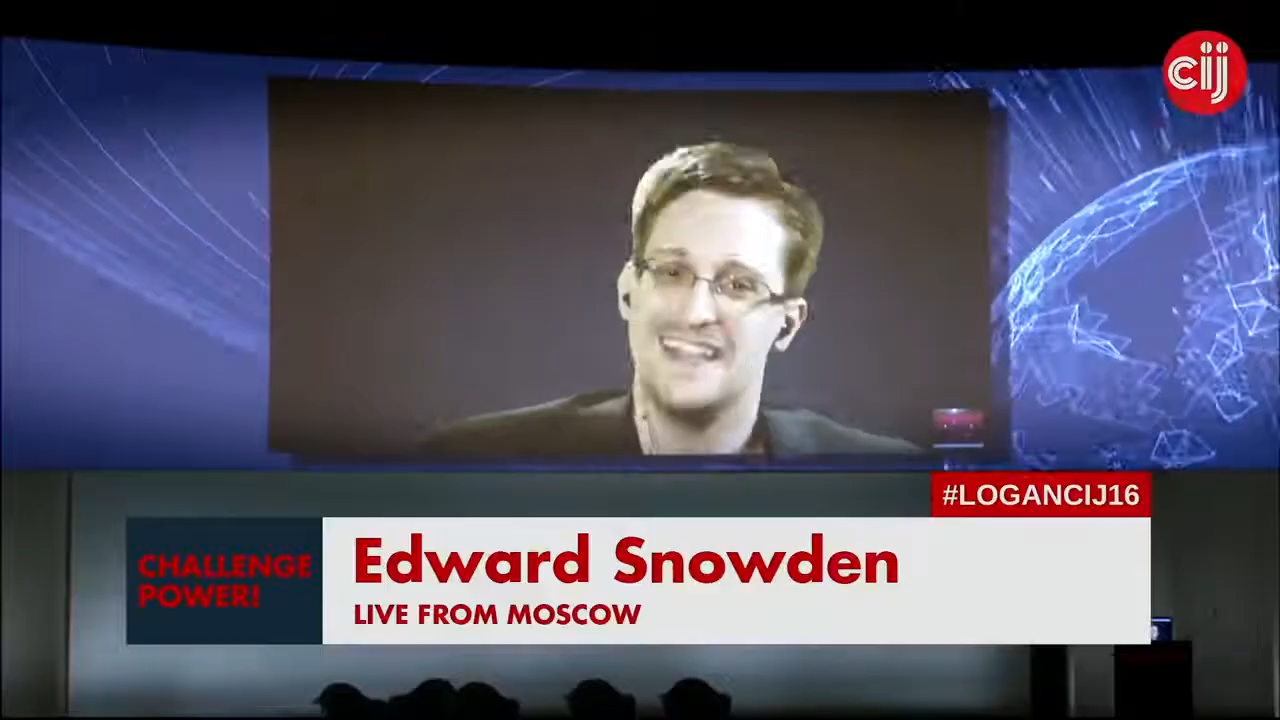 cij
#LOGANCIJ16
CHALLENGE
POWER!
Edward Snowden
LIVE FROM MOSCOW